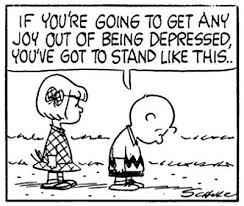 IF YOU'RE GOING TO GET ANY
JOY OUT OF BEING DEPRESSED,
YOU'VE GOT TO STAND LIKE THIS..
SCHULZ